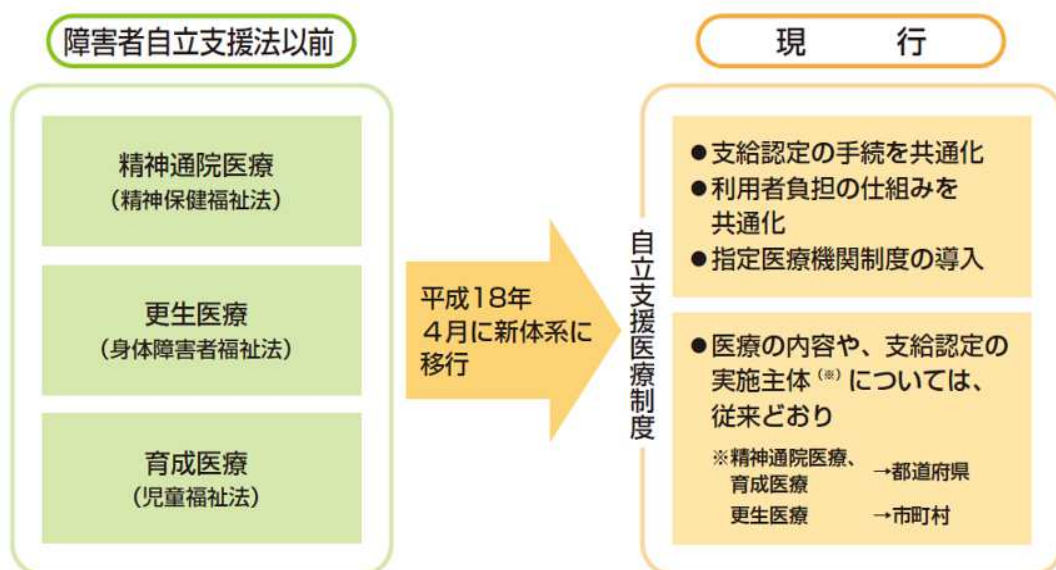 障害者自立支援法以前
精神通院医療
(精神保健福祉法)
更生医療
(身体障害者福祉法)
育成医療
(児童福祉法)
平成18年
4月に新体系に
移行
現　行
自立支援医療制度
●支給認定の手続を共通化
●利用者負担の仕組みを
共通化
●指定医療機関制度の導入
●医療の内容や、支給認定の
実施主体(※)については、
従来どおり
※精神通院医療、
育成医療 →都道府県
更生医療 →市町村